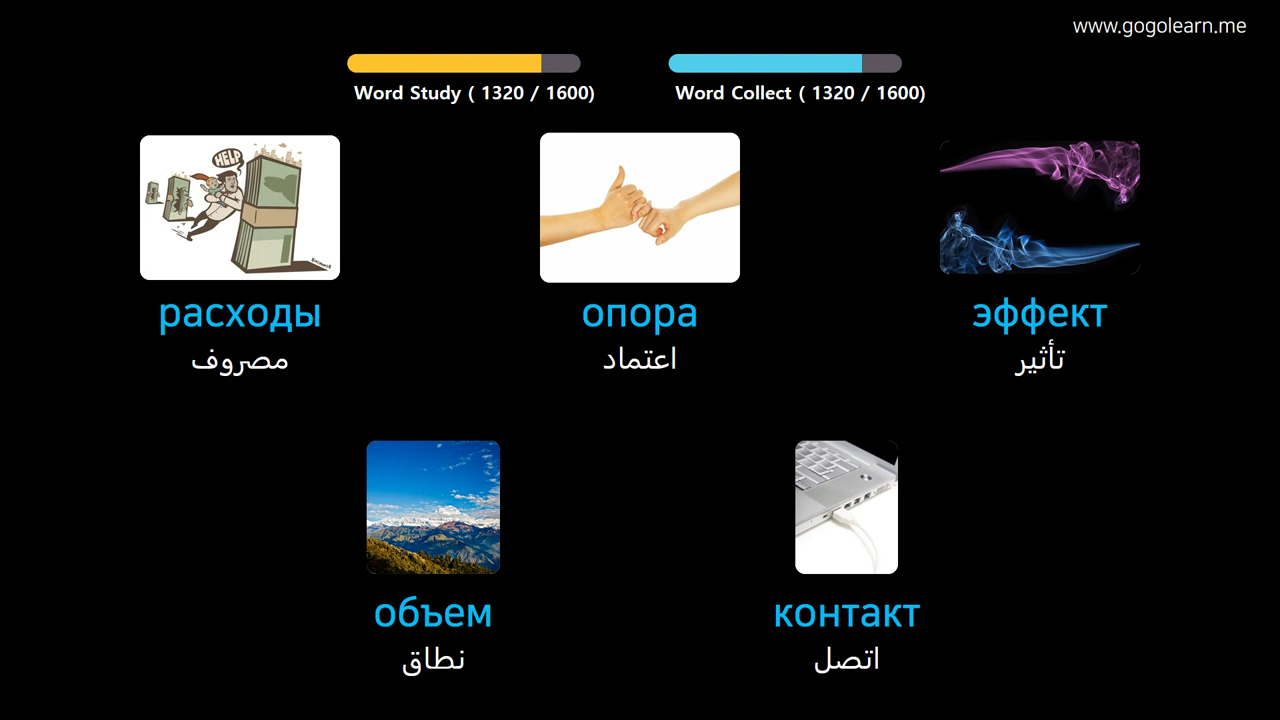 www.gogolearn.me
Word Study ( 1320 / 1600)
Word Collect ( 1320 / 1600)
HELP
расходы
مصروف
опора
اعتماد
эффект
تأثير
объем
نطاق
контакт
اتصل